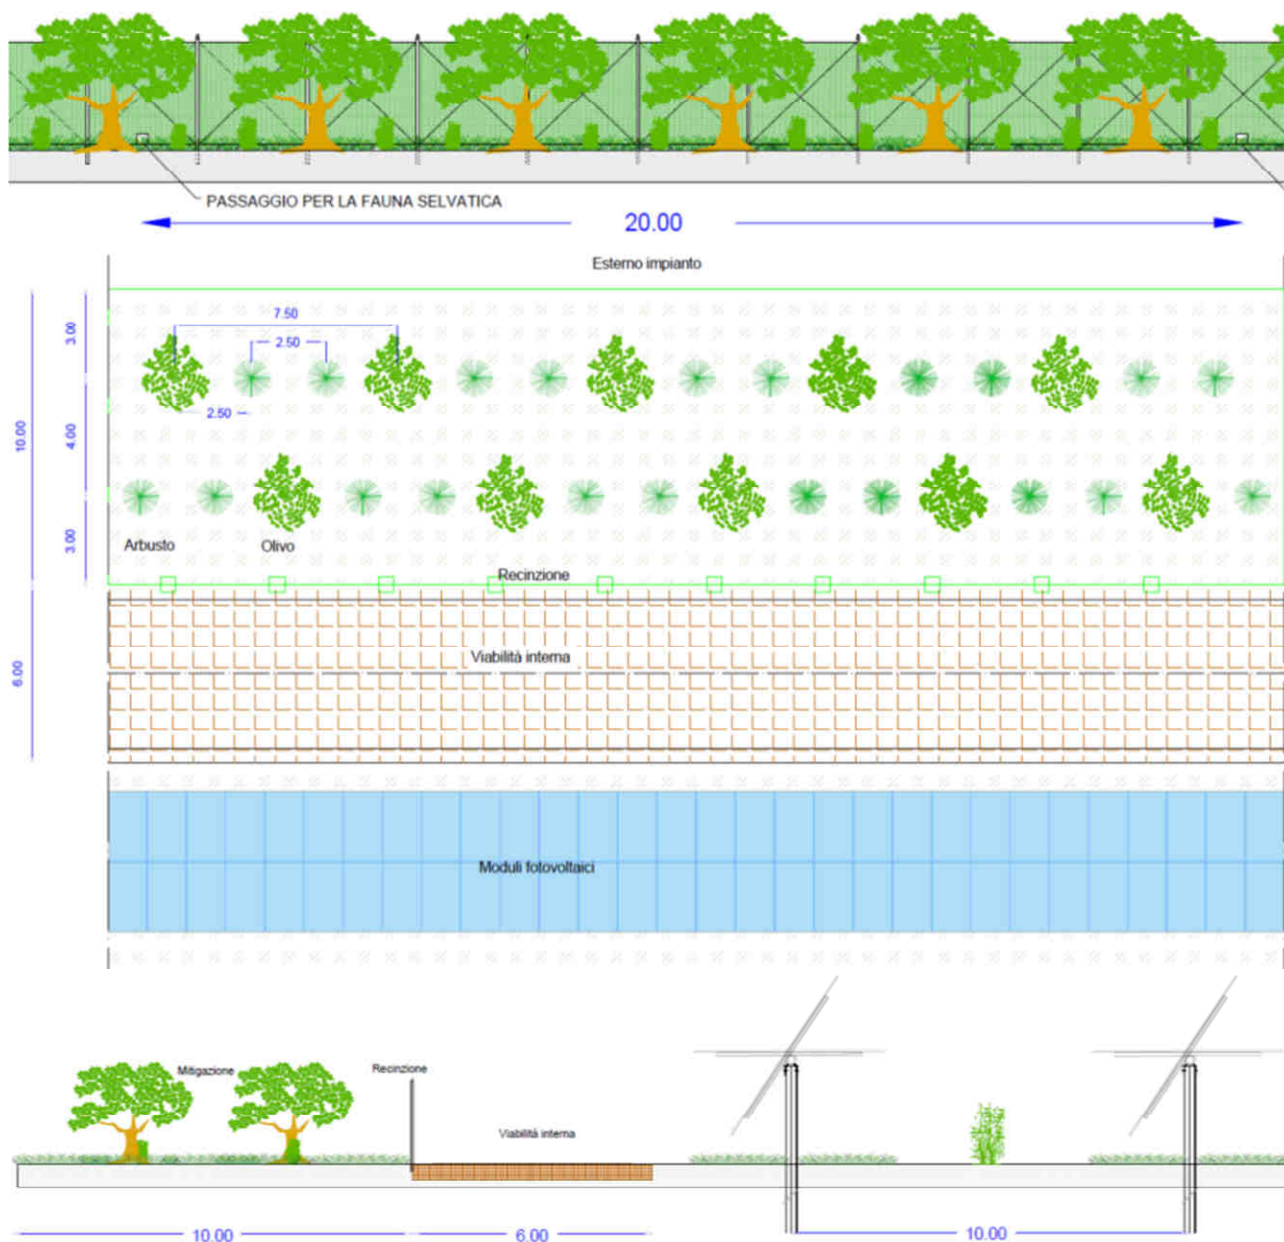 PASSAGGIO PER LA FAUNA SELVATICA
20.00
Esterno impianto
7.50
2.50
2.50
3.00
4.00
3.00
10.00
6.00
Arbusto
Olivo
Recinzione
Viabilità interna
Moduli fotovoltaici
Mitigazione
Recinzione
Viabilità interna
10.00
6.00
10.00